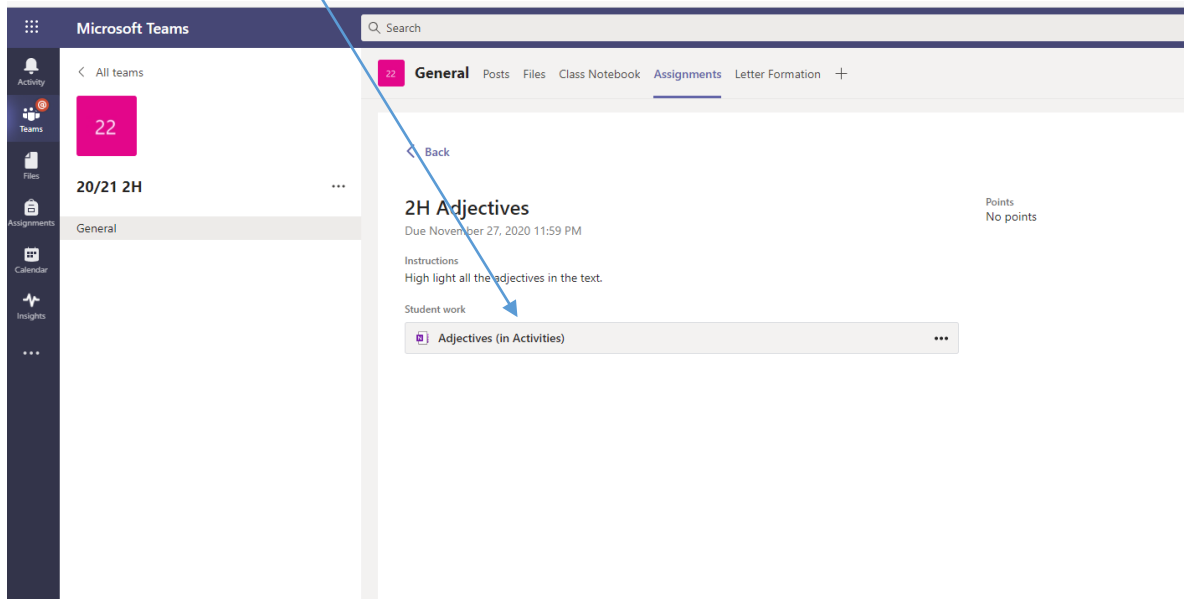 Microsoft Teams
Search
Activity
Teams
Files
Assignments
Calendar
Insights
All teams
22
20/21 2H
General
22 General Posts Files Class Notebook Assignments Letter Formation
Back
2H Adjectives
Due November 27, 2020 11:59 PM
Points
No points
Instructions
High light all the adjectives in the text.
Student work
Adjectives (in Activities)